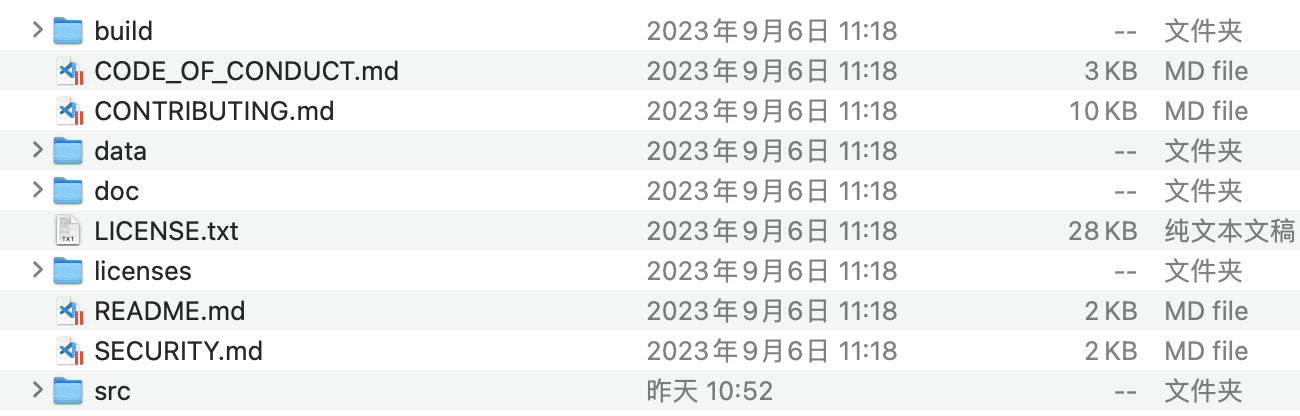 build 2023年9月6日 11:18 -- 文件夹
CODE_OF_CONDUCT.md 2023年9月6日 11:18 3 KB MD file
CONTRIBUTING.md 2023年9月6日 11:18 10 KB MD file
data 2023年9月6日 11:18 -- 文件夹
doc 2023年9月6日 11:18 -- 文件夹
TXT LICENSE.txt 2023年9月6日 11:18 28 KB 纯文本文稿
licenses 2023年9月6日 11:18 -- 文件夹
README.md 2023年9月6日 11:18 2 KB MD file
SECURITY.md 2023年9月6日 11:18 2 KB MD file
src 昨天 10:52 -- 文件夹